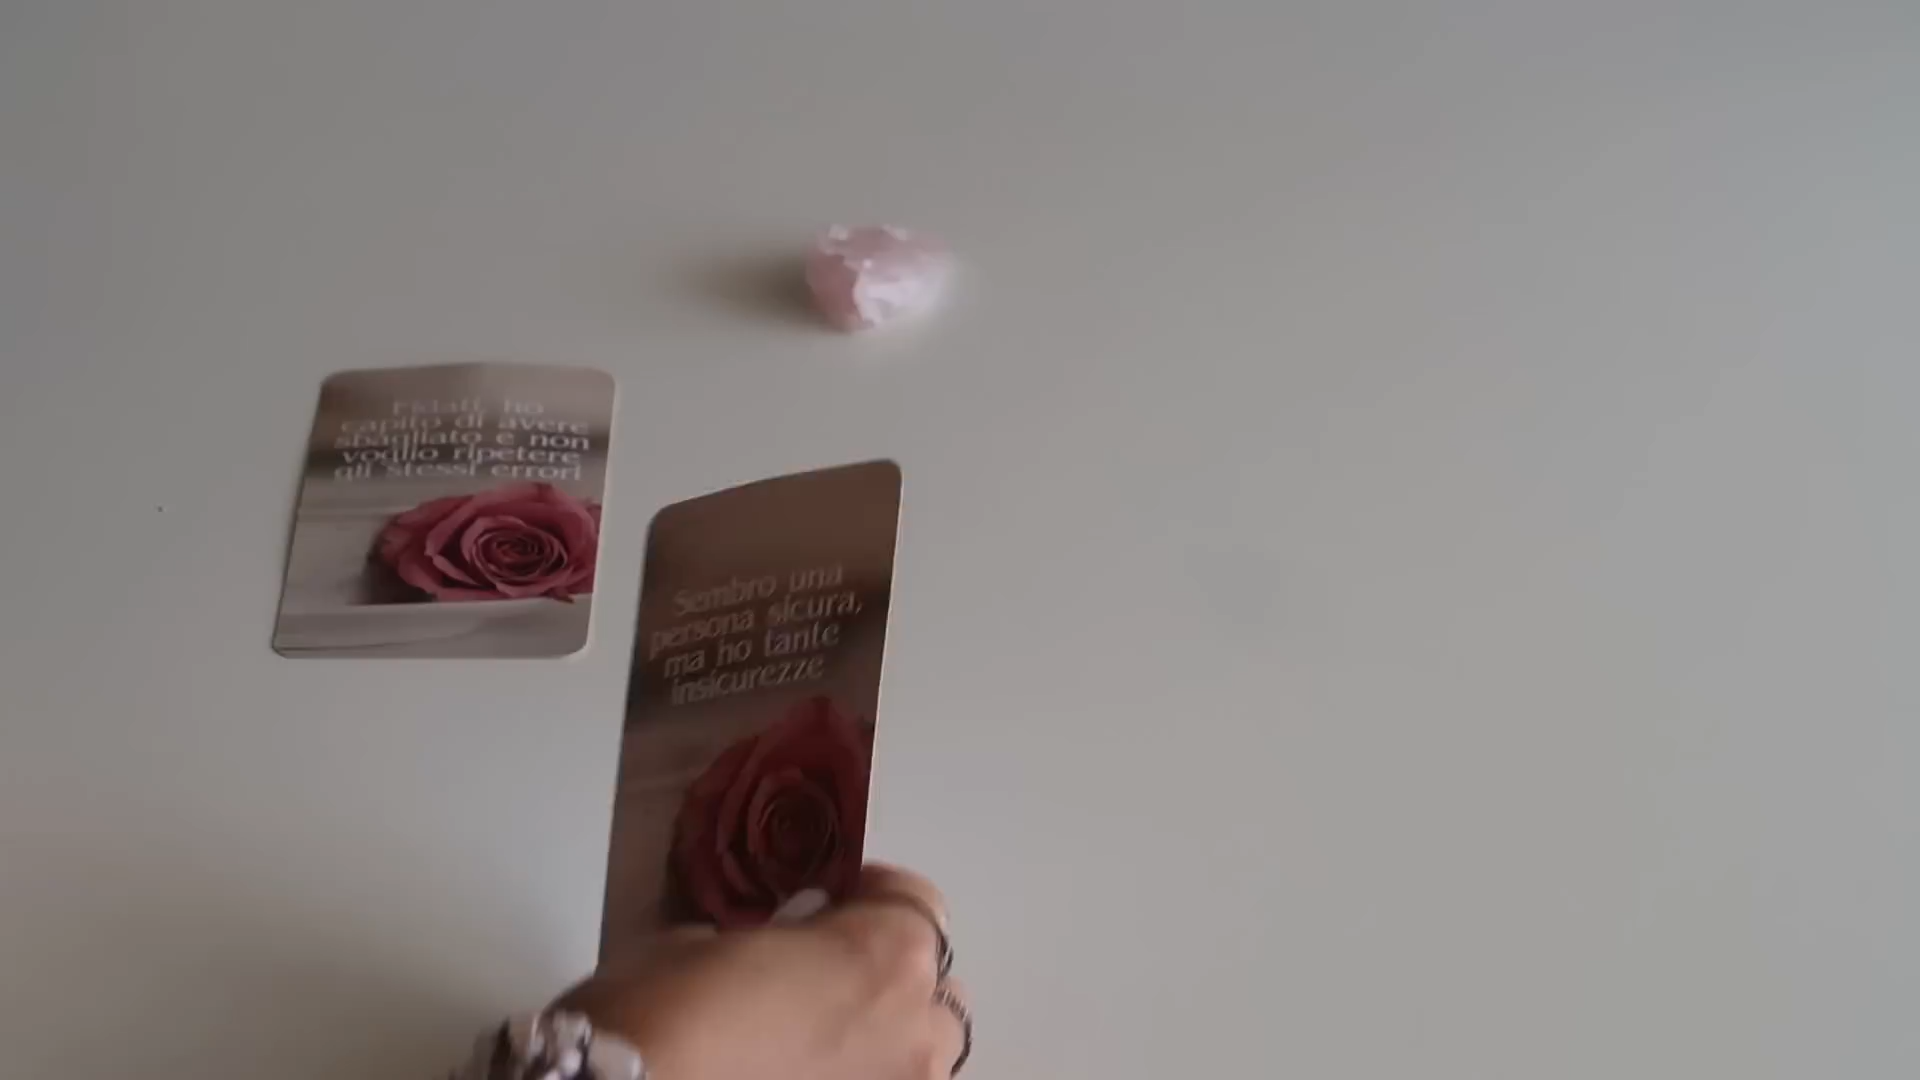 Fidati, ho
capito di avere
sbagliato e non
voglio ripetere
gli stessi errori
Sembro una
persona sicura,
ma ho tante
insicurezze